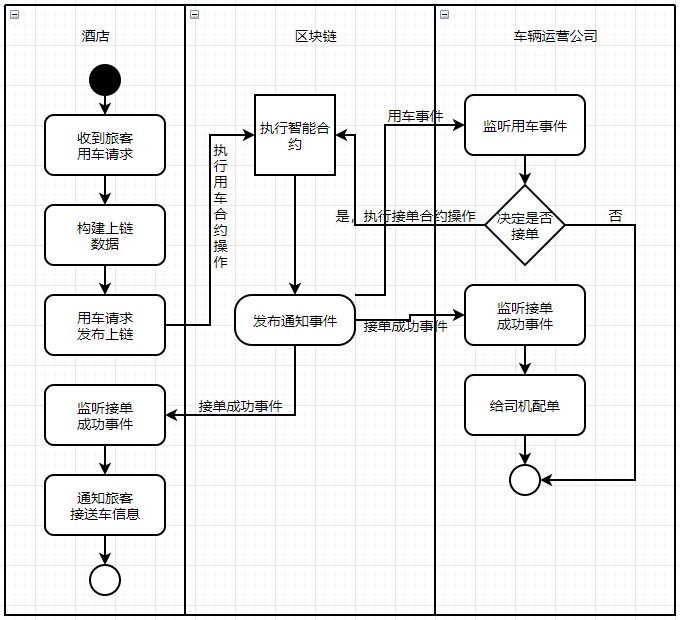 酒店
区块链
车辆运营公司
收到旅客
用车请求
构建上链
数据
用车请求
发布上链
监听接单
成功事件
通知旅客
接送车信息
执行用车合约操作
执行智能合
约
发布通知事件
接单成功事件
用车事件
是，执行接单合约操作
接单成功事件
监听用车事件
决定是否
接单
否
监听接单
成功事件
给司机配单